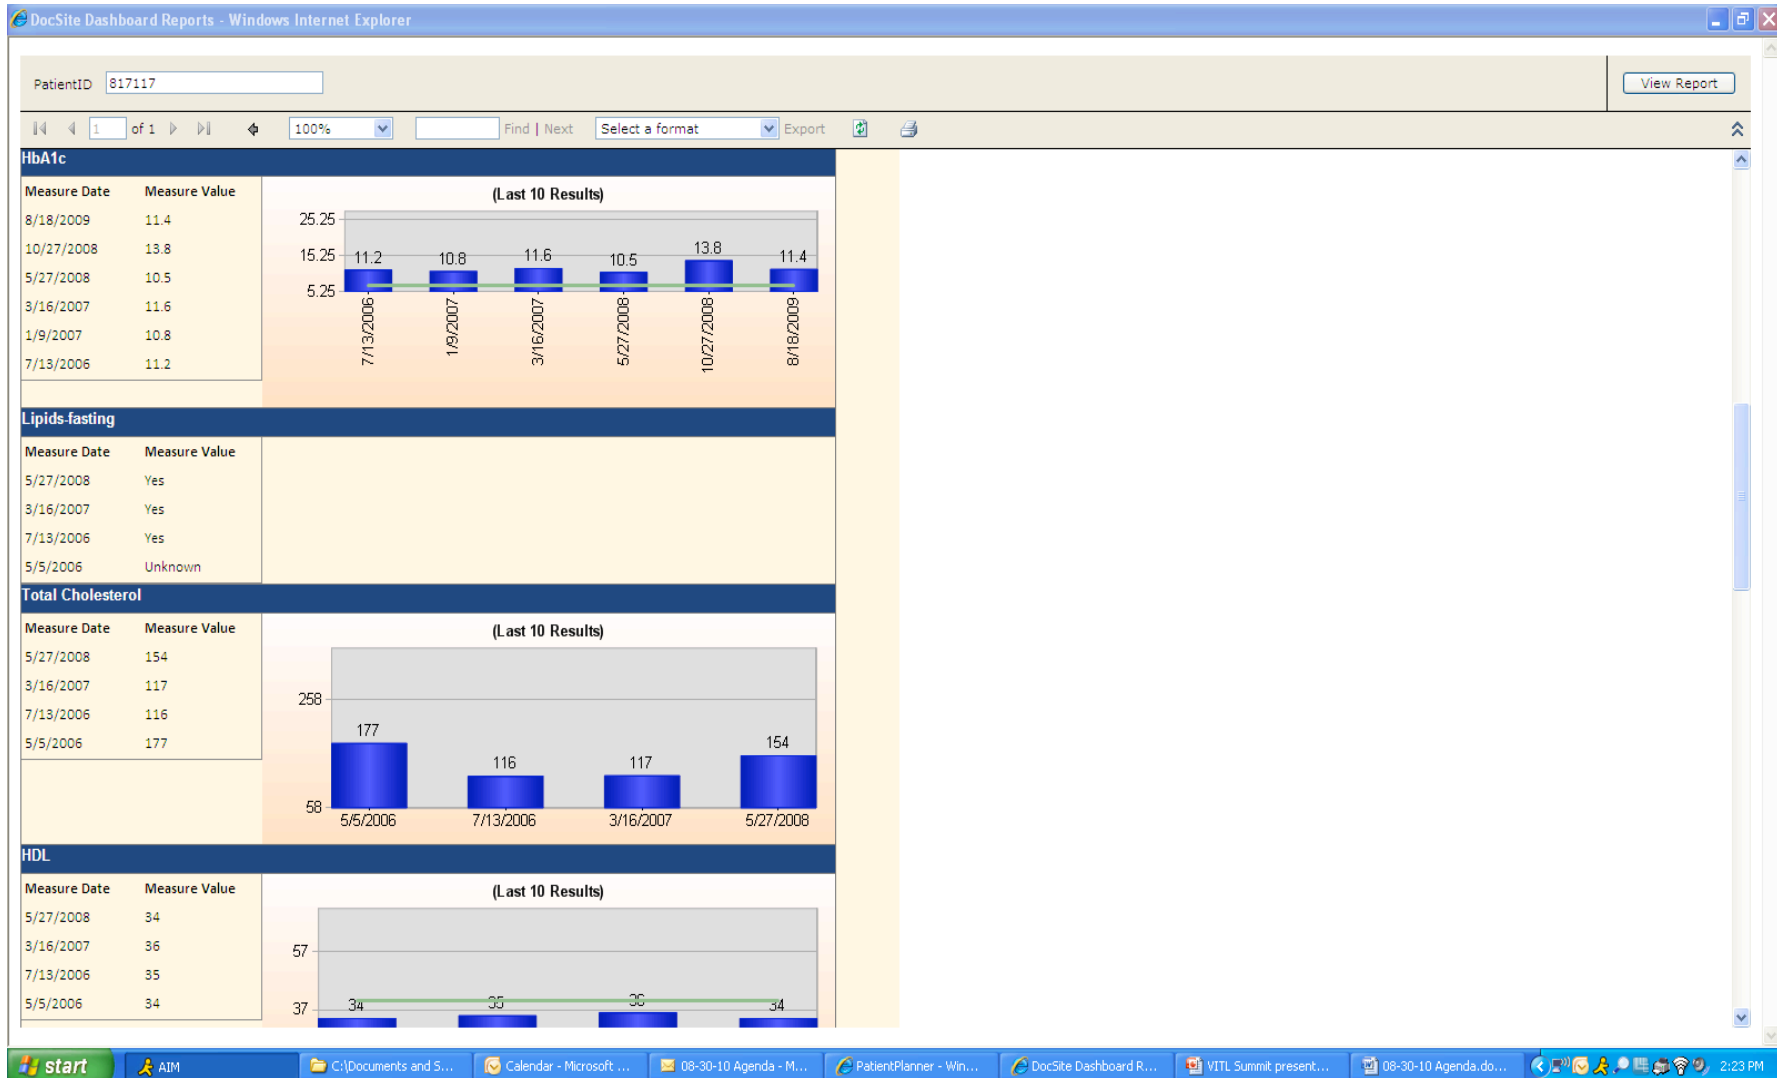 DocSite Dashboard Reports - Windows Internet Explorer
PatientID 817117 View Report
1 of 1 100% Find | Next Select a format Export
HbA1c
Measure Date Measure Value
8/18/2009 11.4
10/27/2008 13.8
5/27/2008 10.5
3/16/2007 11.6
1/9/2007 10.8
7/13/2006 11.2
(Last 10 Results)
25.25
15.25
5.25
11.2 10.8 11.6 10.5 13.8 11.4
7/13/2006 1/9/2007 3/16/2007 5/27/2008 10/27/2008 8/18/2009
Lipids-fasting
Measure Date Measure Value
5/27/2008 Yes
3/16/2007 Yes
7/13/2006 Yes
5/5/2006 Unknown
Total Cholesterol
Measure Date Measure Value
5/27/2008 154
3/16/2007 117
7/13/2006 116
5/5/2006 177
(Last 10 Results)
258
58
177 116 117 154
5/5/2006 7/13/2006 3/16/2007 5/27/2008
HDL
Measure Date Measure Value
5/27/2008 34
3/16/2007 36
7/13/2006 35
5/5/2006 34
(Last 10 Results)
57
37
34 35 36 34
start AIM C:\Documents and S... Calendar - Microsoft ... 08-30-10 Agenda - M... PatientPlanner - Win... DocSite Dashboard R... VITL Summit present... 08-30-10 Agenda.do... 2:23 PM